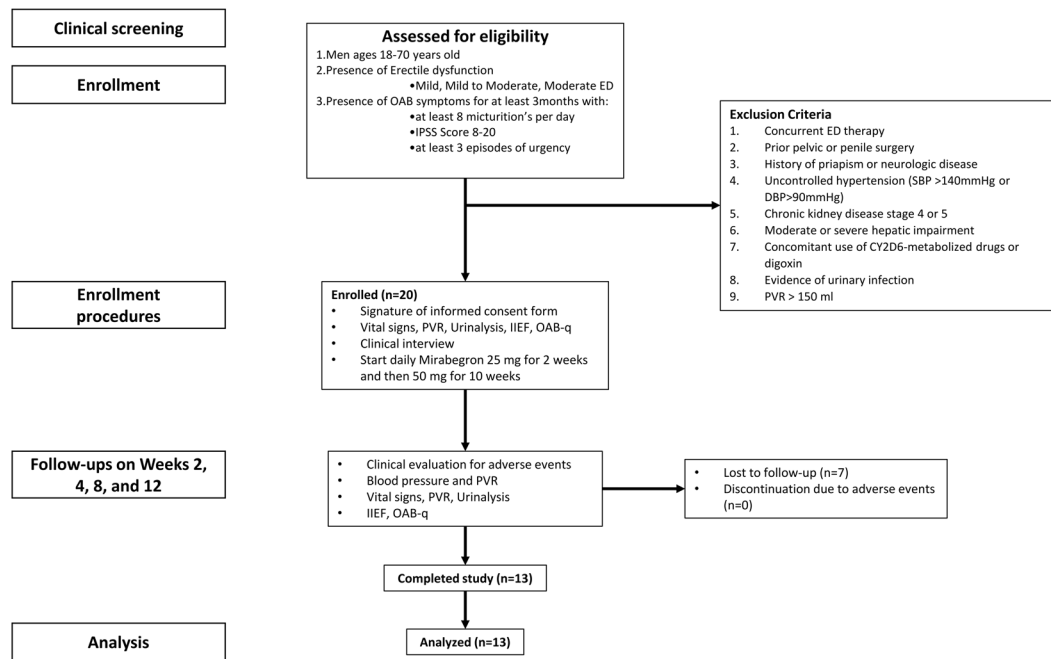 Clinical screening
Enrollment
Assessed for eligibility
1.Men ages 18-70 years old
2.Presence of Erectile dysfunction
•Mild, Mild to Moderate, Moderate ED
3.Presence of OAB symptoms for at least 3months with:
•at least 8 micturition's per day
•IPSS Score 8-20
•at least 3 episodes of urgency
Exclusion Criteria
1. Concurrent ED therapy
2. Prior pelvic or penile surgery
3. History of priapism or neurologic disease
4. Uncontrolled hypertension (SBP >140mmHg or
DBP>90mmHg)
5. Chronic kidney disease stage 4 or 5
6. Moderate or severe hepatic impairment
7. Concomitant use of CY2D6-metabolized drugs or
digoxin
8. Evidence of urinary infection
9. PVR > 150 ml
Enrollment
procedures
Enrolled (n=20)
• Signature of informed consent form
• Vital signs, PVR, Urinalysis, IIEF, OAB-q
• Clinical interview
• Start daily Mirabegron 25 mg for 2 weeks
and then 50 mg for 10 weeks
Follow-ups on Weeks 2,
4, 8, and 12
• Clinical evaluation for adverse events
• Blood pressure and PVR
• Vital signs, PVR, Urinalysis
• IIEF, OAB-q
• Lost to follow-up (n=7)
• Discontinuation due to adverse events
(n=0)
Completed study (n=13)
Analysis
Analyzed (n=13)